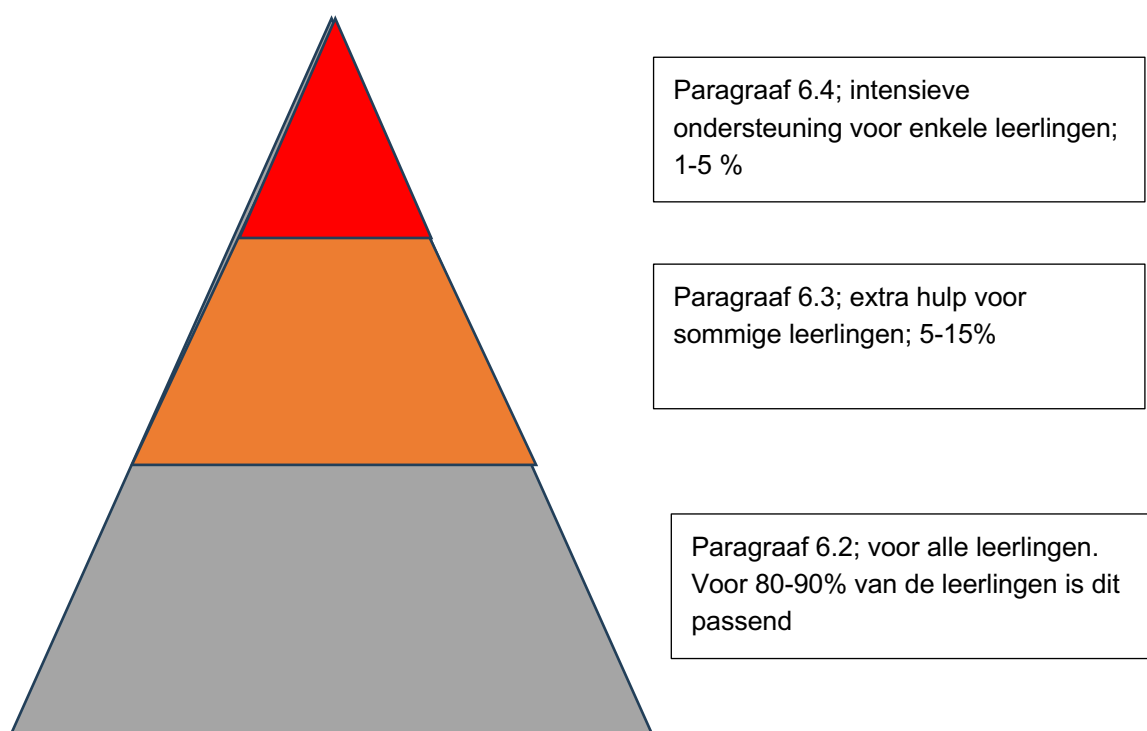 Paragraaf 6.4; intensieve
ondersteuning voor enkele leerlingen;
1-5 %
Paragraaf 6.3; extra hulp voor
sommige leerlingen; 5-15%
Paragraaf 6.2; voor alle leerlingen.
Voor 80-90% van de leerlingen is dit
passend